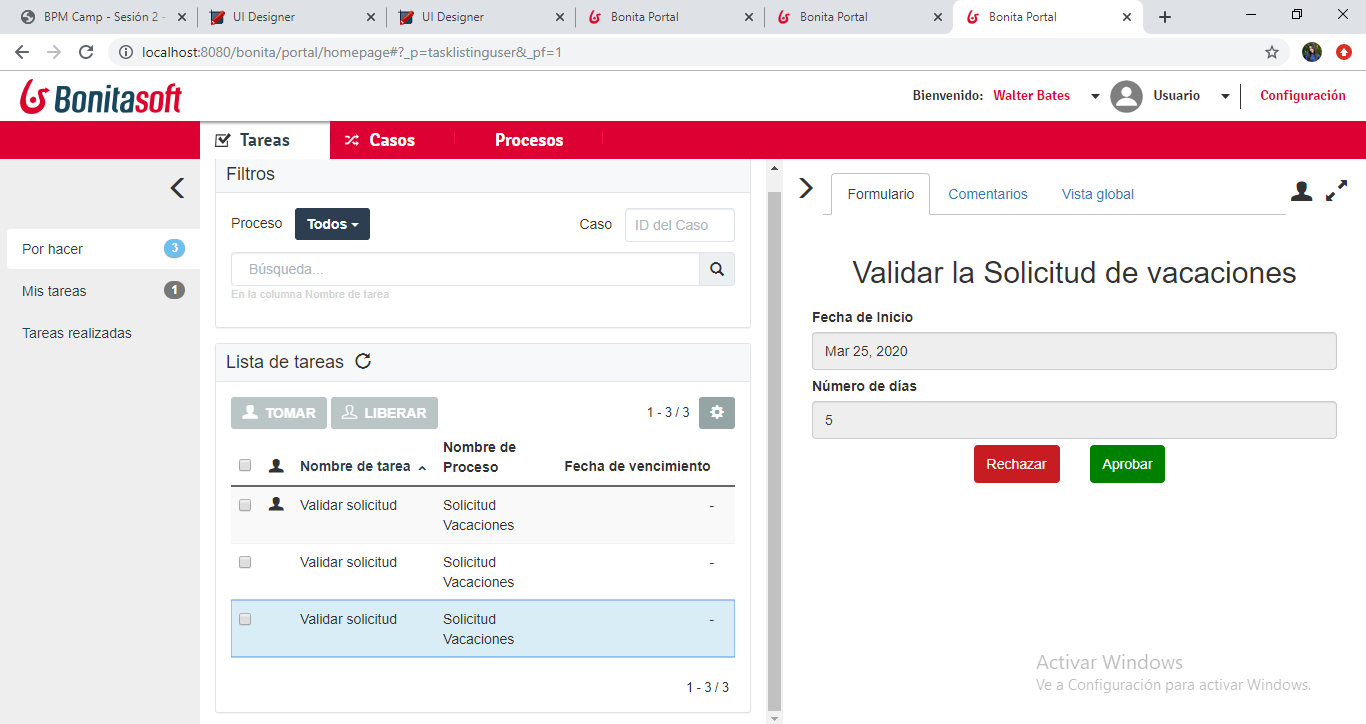 BPM Camp - Sesión 2 -
UI Designer
UI Designer
Bonita Portal
Bonita Portal
Bonita Portal
localhost:8080/bonita/portal/homepage#?_p=tasklistinguser&_pf=1
Bonitasoft
Bienvenido: Walter Bates
Usuario
Configuración
Tareas
Casos
Procesos
Por hacer 3
Mis tareas 1
Tareas realizadas
Filtros
Proceso Todos Caso ID del Caso
Búsqueda...
En la columna Nombre de tarea
Lista de tareas
TOMAR LIBERAR 1 - 3 / 3
Nombre de tarea Nombre de Proceso Fecha de vencimiento
Validar solicitud Solicitud Vacaciones -
Validar solicitud Solicitud Vacaciones -
Validar solicitud Solicitud Vacaciones -
1 - 3 / 3
Formulario Comentarios Vista global
Validar la Solicitud de vacaciones
Fecha de Inicio
Mar 25, 2020
Número de días
5
Rechazar Aprobar
Activar Windows
Ve a Configuración para activar Windows.